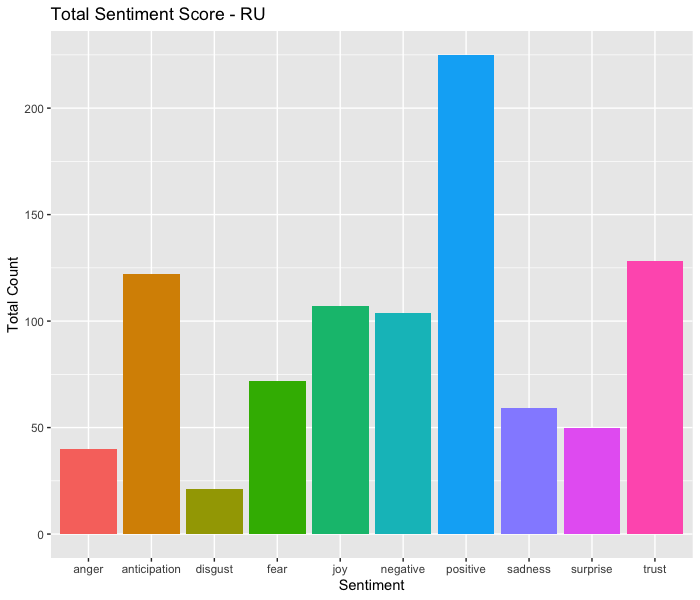 Total Sentiment Score - RU
Total Count
200
150
100
50
0
anger anticipation disgust fear joy negative positive sadness surprise trust
Sentiment